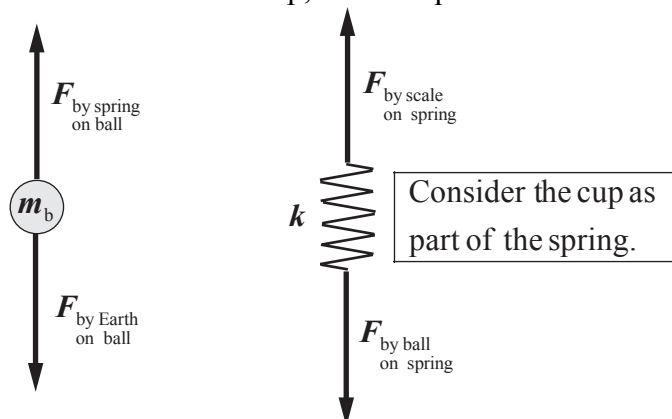 p,
F by spring
on ball
m b
F by Earth
on ball
F by scale
on spring
k
Consider the cup as
part of the spring.
F by ball
on spring